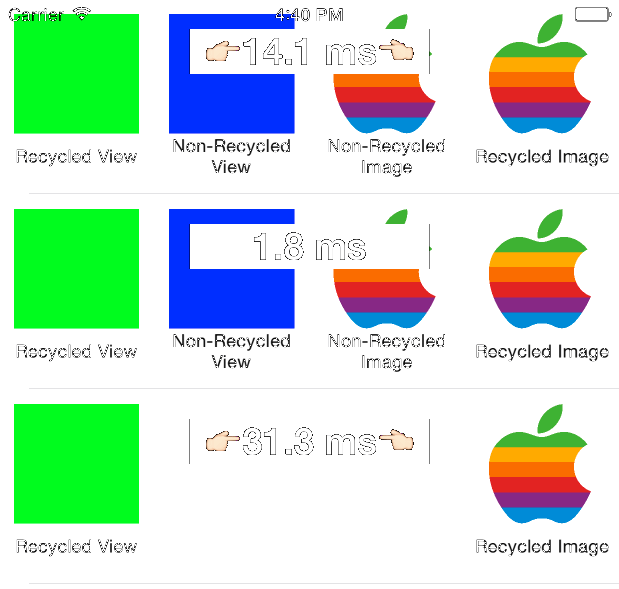 Carrier 4:40 PM
👉14.1 ms👈
Recycled View
Non-Recycled
View
Non-Recycled
Image
Recycled Image
1.8 ms
Recycled View
Non-Recycled
View
Non-Recycled
Image
Recycled Image
👉31.3 ms👈
Recycled View
Recycled Image